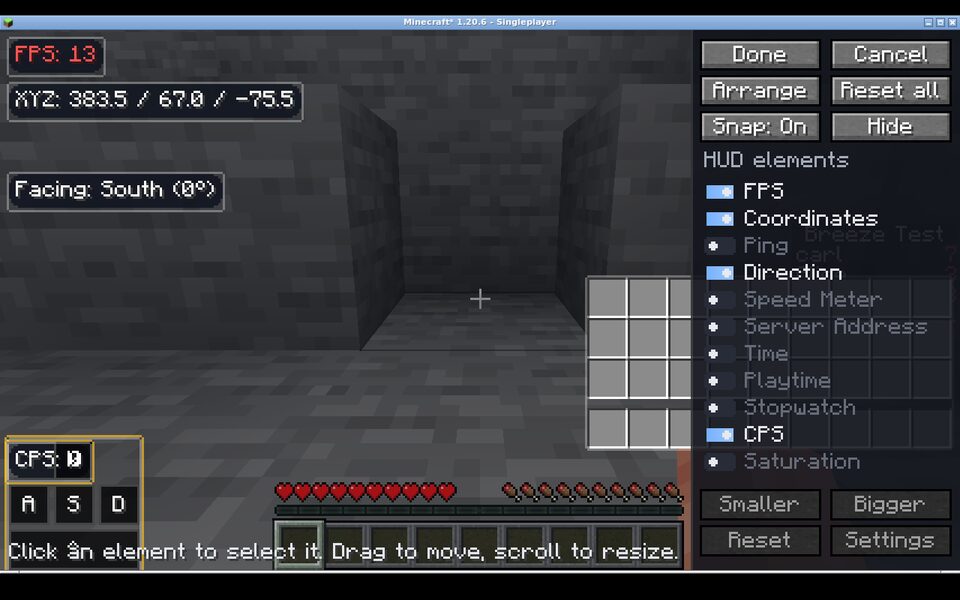 Minecraft* 1.20.6 - Singleplayer
FPS: 13
XYZ: 383.5 / 67.0 / -75.5
Facing: South (0°)
Done
Cancel
Arrange
Reset all
Snap: On
Hide
HUD elements
FPS
Coordinates
Ping
Breeze Test
carl
Direction
Speed Meter
Server Address
Time
Playtime
Stopwatch
CPS
Saturation
Smaller
Bigger
Reset
Settings
CPS: 0
A S D
Click an element to select it. Drag to move, scroll to resize.